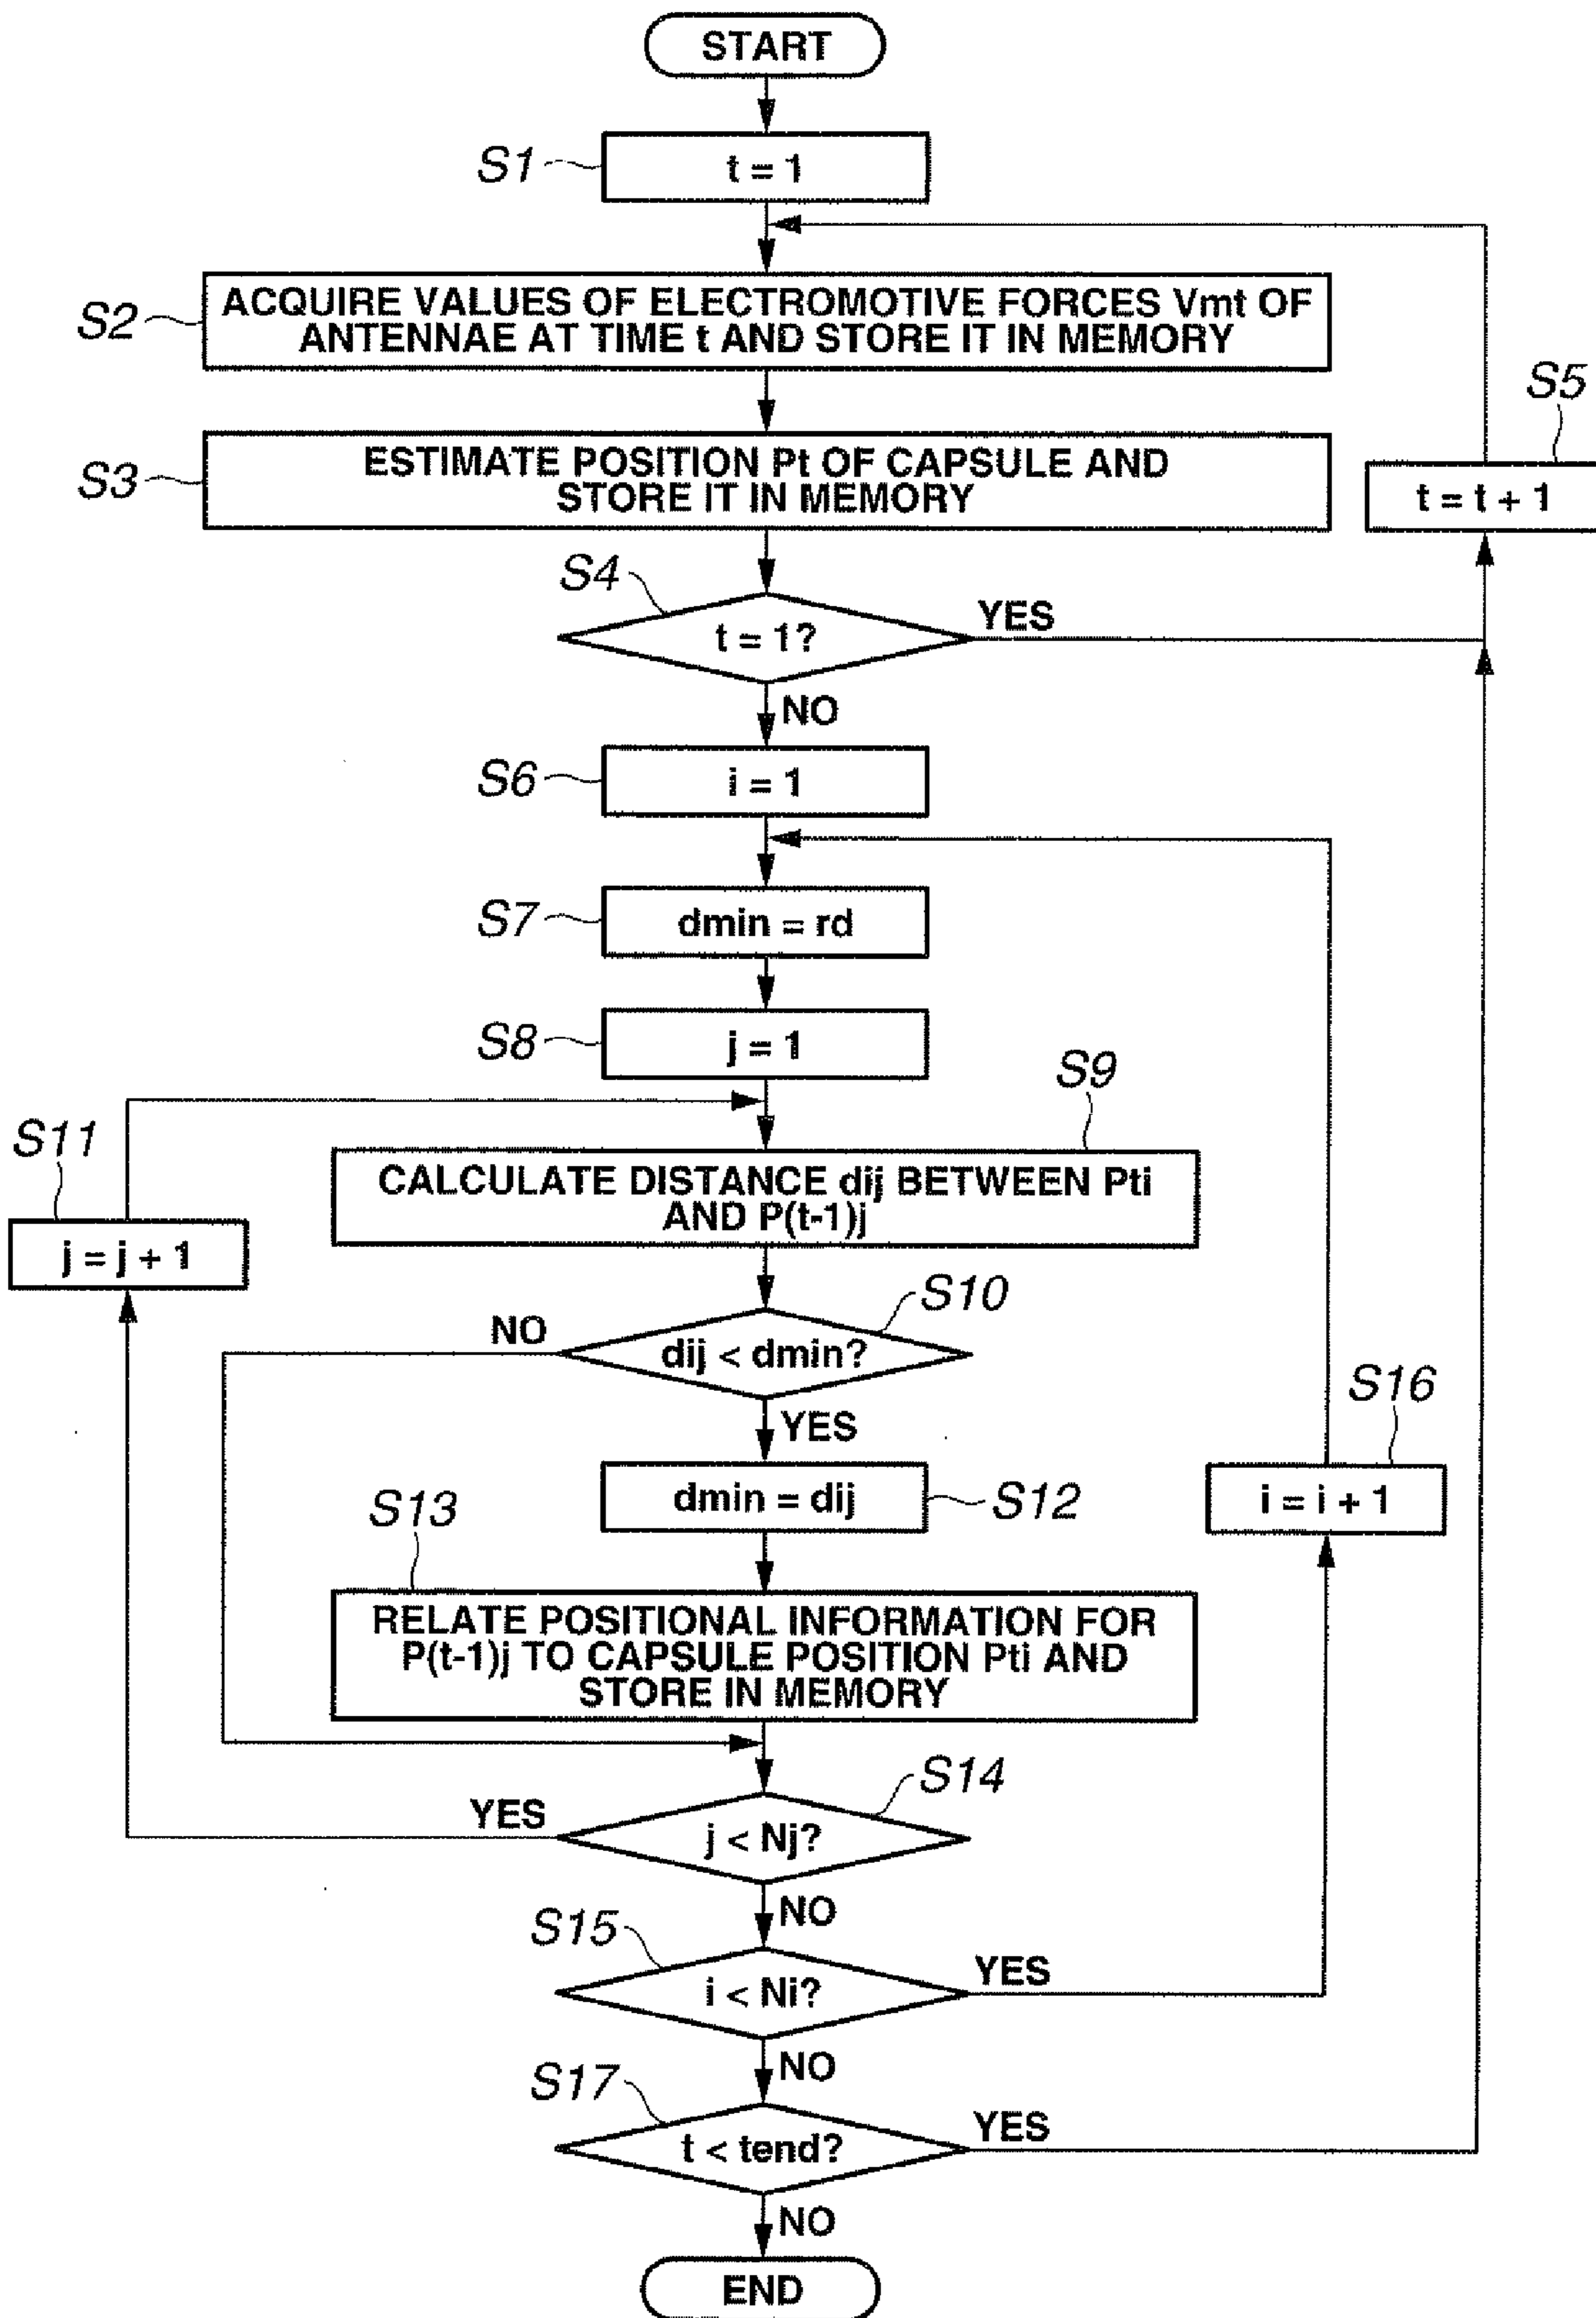 START
S1
t = 1
S2
ACQUIRE VALUES OF ELECTROMOTIVE FORCES Vmt OF
ANTENNAE AT TIME t AND STORE IT IN MEMORY
S5
t = t + 1
S3
ESTIMATE POSITION Pt OF CAPSULE AND
STORE IT IN MEMORY
S4
t = 1?
YES
NO
S6
i = 1
S7
dmin = rd
S8
j = 1
S9
S11
j = j + 1
CALCULATE DISTANCE dij BETWEEN Pti
AND P(t-1)j
S10
NO
dij < dmin?
YES
S16
i = i + 1
dmin = dij
S12
S13
RELATE POSITIONAL INFORMATION FOR
P(t-1)j TO CAPSULE POSITION Pti AND
STORE IN MEMORY
S14
YES
j < Nj?
NO
S15
i < Ni?
YES
NO
S17
t < tend?
YES
NO
END